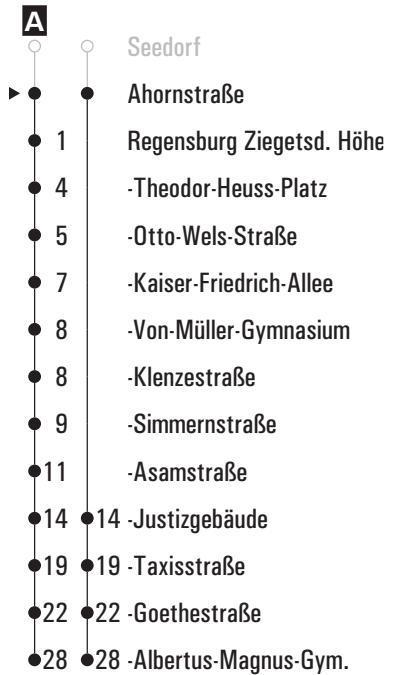 A
Seedorf
Ahornstraße
1 Regensburg Ziegetsd. Höhe
4 -Theodor-Heuss-Platz
5 -Otto-Wels-Straße
7 -Kaiser-Friedrich-Allee
8 -Von-Müller-Gymnasium
8 -Klenzestraße
9 -Simmernstraße
11 -Asamstraße
14 14 -Justizgebäude
19 19 -Taxisstraße
22 22 -Goethestraße
28 28 -Albertus-Magnus-Gym.